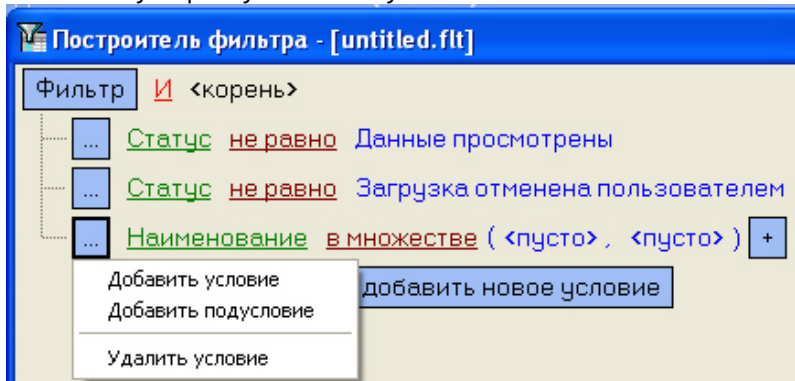 Построитель фильтра - [untitled.flt]
Фильтр И <корень>
... Статус не равно Данные просмотрены
... Статус не равно Загрузка отменена пользователем
... Наименование в множестве ( <пусто> , <пусто> ) +
Добавить условие
добавить новое условие
Добавить подусловие
Удалить условие